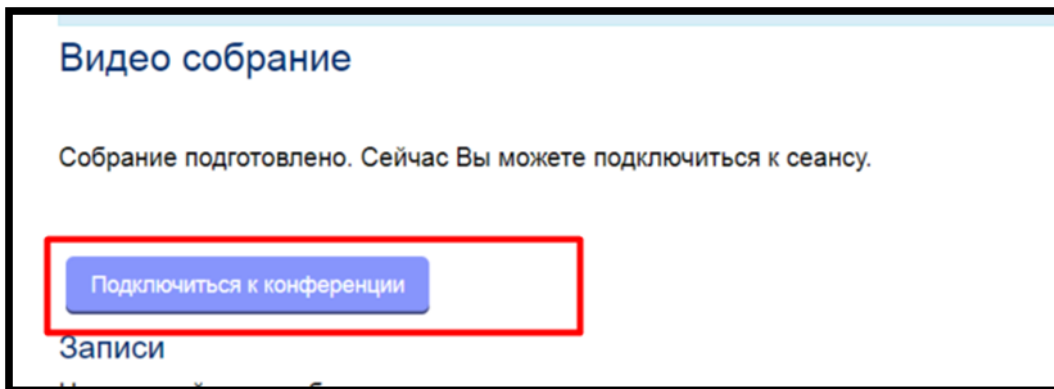 Видео собрание
Собрание подготовлено. Сейчас Вы можете подключиться к сеансу.
Подключиться к конференции
Записи